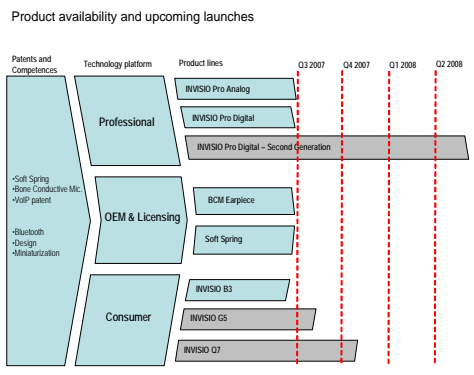 Product availability and upcoming launches
Patents and
Competences
Technology platform
Product lines
Q3 2007
Q4 2007
Q1 2008
Q2 2008
•Soft Spring
•Bone Conductive Mic.
•VoIP patent
•Bluetooth
•Design
•Miniaturization
Professional
INVISIO Pro Analog
INVISIO Pro Digital
INVISIO Pro Digital – Second Generation
OEM & Licensing
BCM Earpiece
Soft Spring
Consumer
INVISIO B3
INVISIO G5
INVISIO Q7